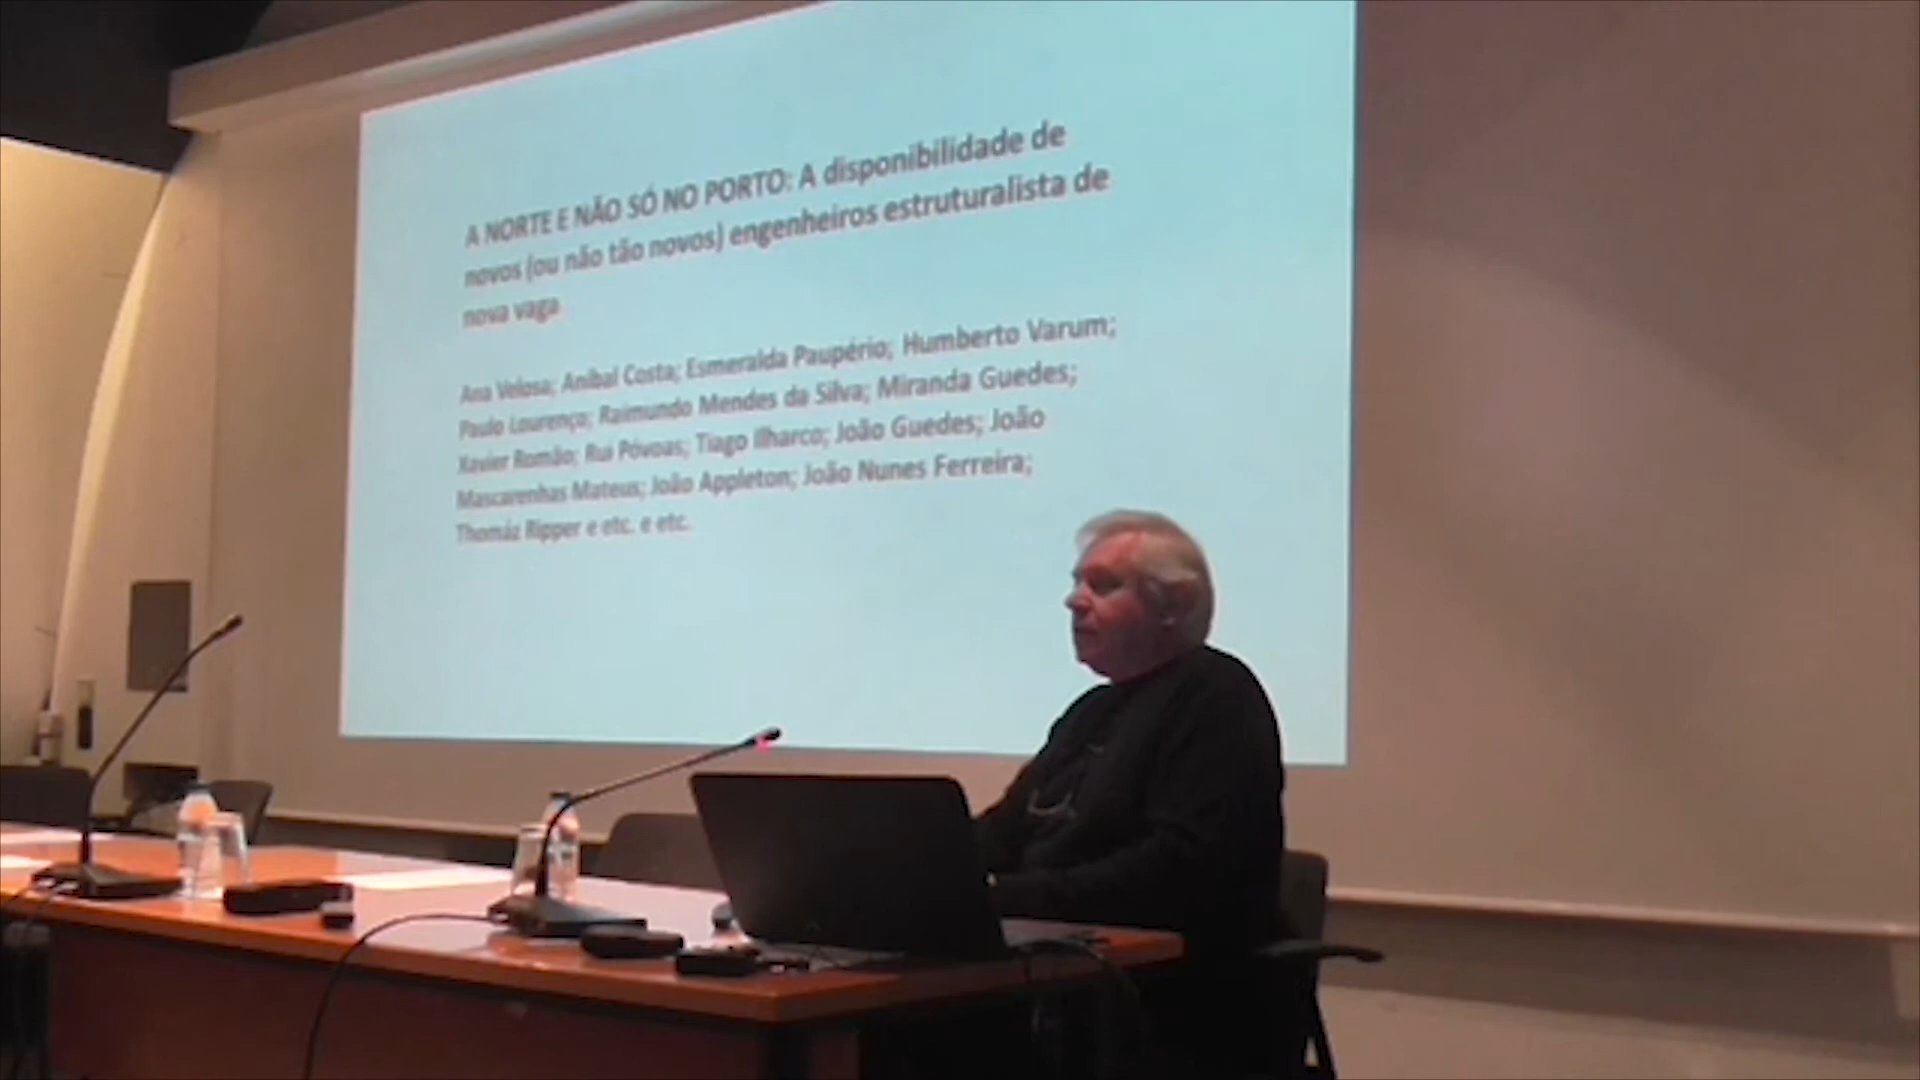 A NORTE E NÃO SÓ NO PORTO: A disponibilidade de
novos (ou não tão novos) engenheiros estruturalista de
nova vaga
Ana Velosa; Aníbal Costa; Esmeralda Paupério; Humberto Varum;
Paulo Lourenço; Raimundo Mendes da Silva; Miranda Guedes;
Xavier Romão; Rui Póvoas; Tiago Ilharco; João Guedes; João
Mascarenhas Mateus; João Appleton; João Nunes Ferreira;
Thomáz Ripper e etc. e etc.